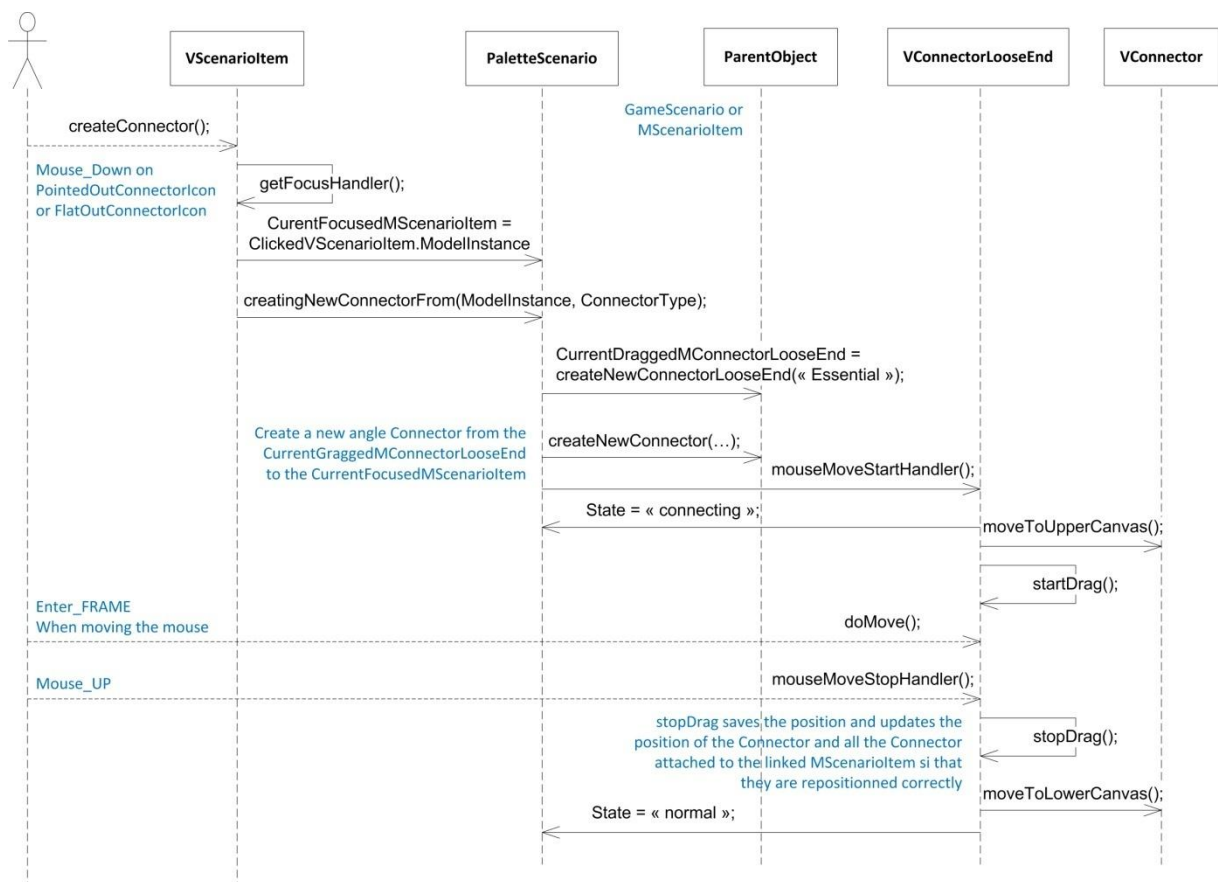 VScenarioItem
PaletteScenario
ParentObject
VConnectorLooseEnd
VConnector
GameScenario or
MScenarioItem
createConnector();
Mouse_Down on
PointedOutConnectorIcon
or FlatOutConnectorIcon
getFocusHandler();
CurentFocusedMScenarioItem =
ClickedVScenarioItem.ModelInstance
creatingNewConnectorFrom(ModelInstance, ConnectorType);
CurrentDraggedMConnectorLooseEnd =
createNewConnectorLooseEnd(« Essential »);
Create a new angle Connector from the
CurrentGraggedMConnectorLooseEnd
to the CurrentFocusedMScenarioItem
createNewConnector(…);
mouseMoveStartHandler();
State = « connecting »;
moveToUpperCanvas();
startDrag();
Enter_FRAME
When moving the mouse
doMove();
Mouse_UP
mouseMoveStopHandler();
stopDrag saves the position and updates the
position of the Connector and all the Connector
attached to the linked MScenarioItem si that
they are repositionned correctly
stopDrag();
moveToLowerCanvas();
State = « normal »;